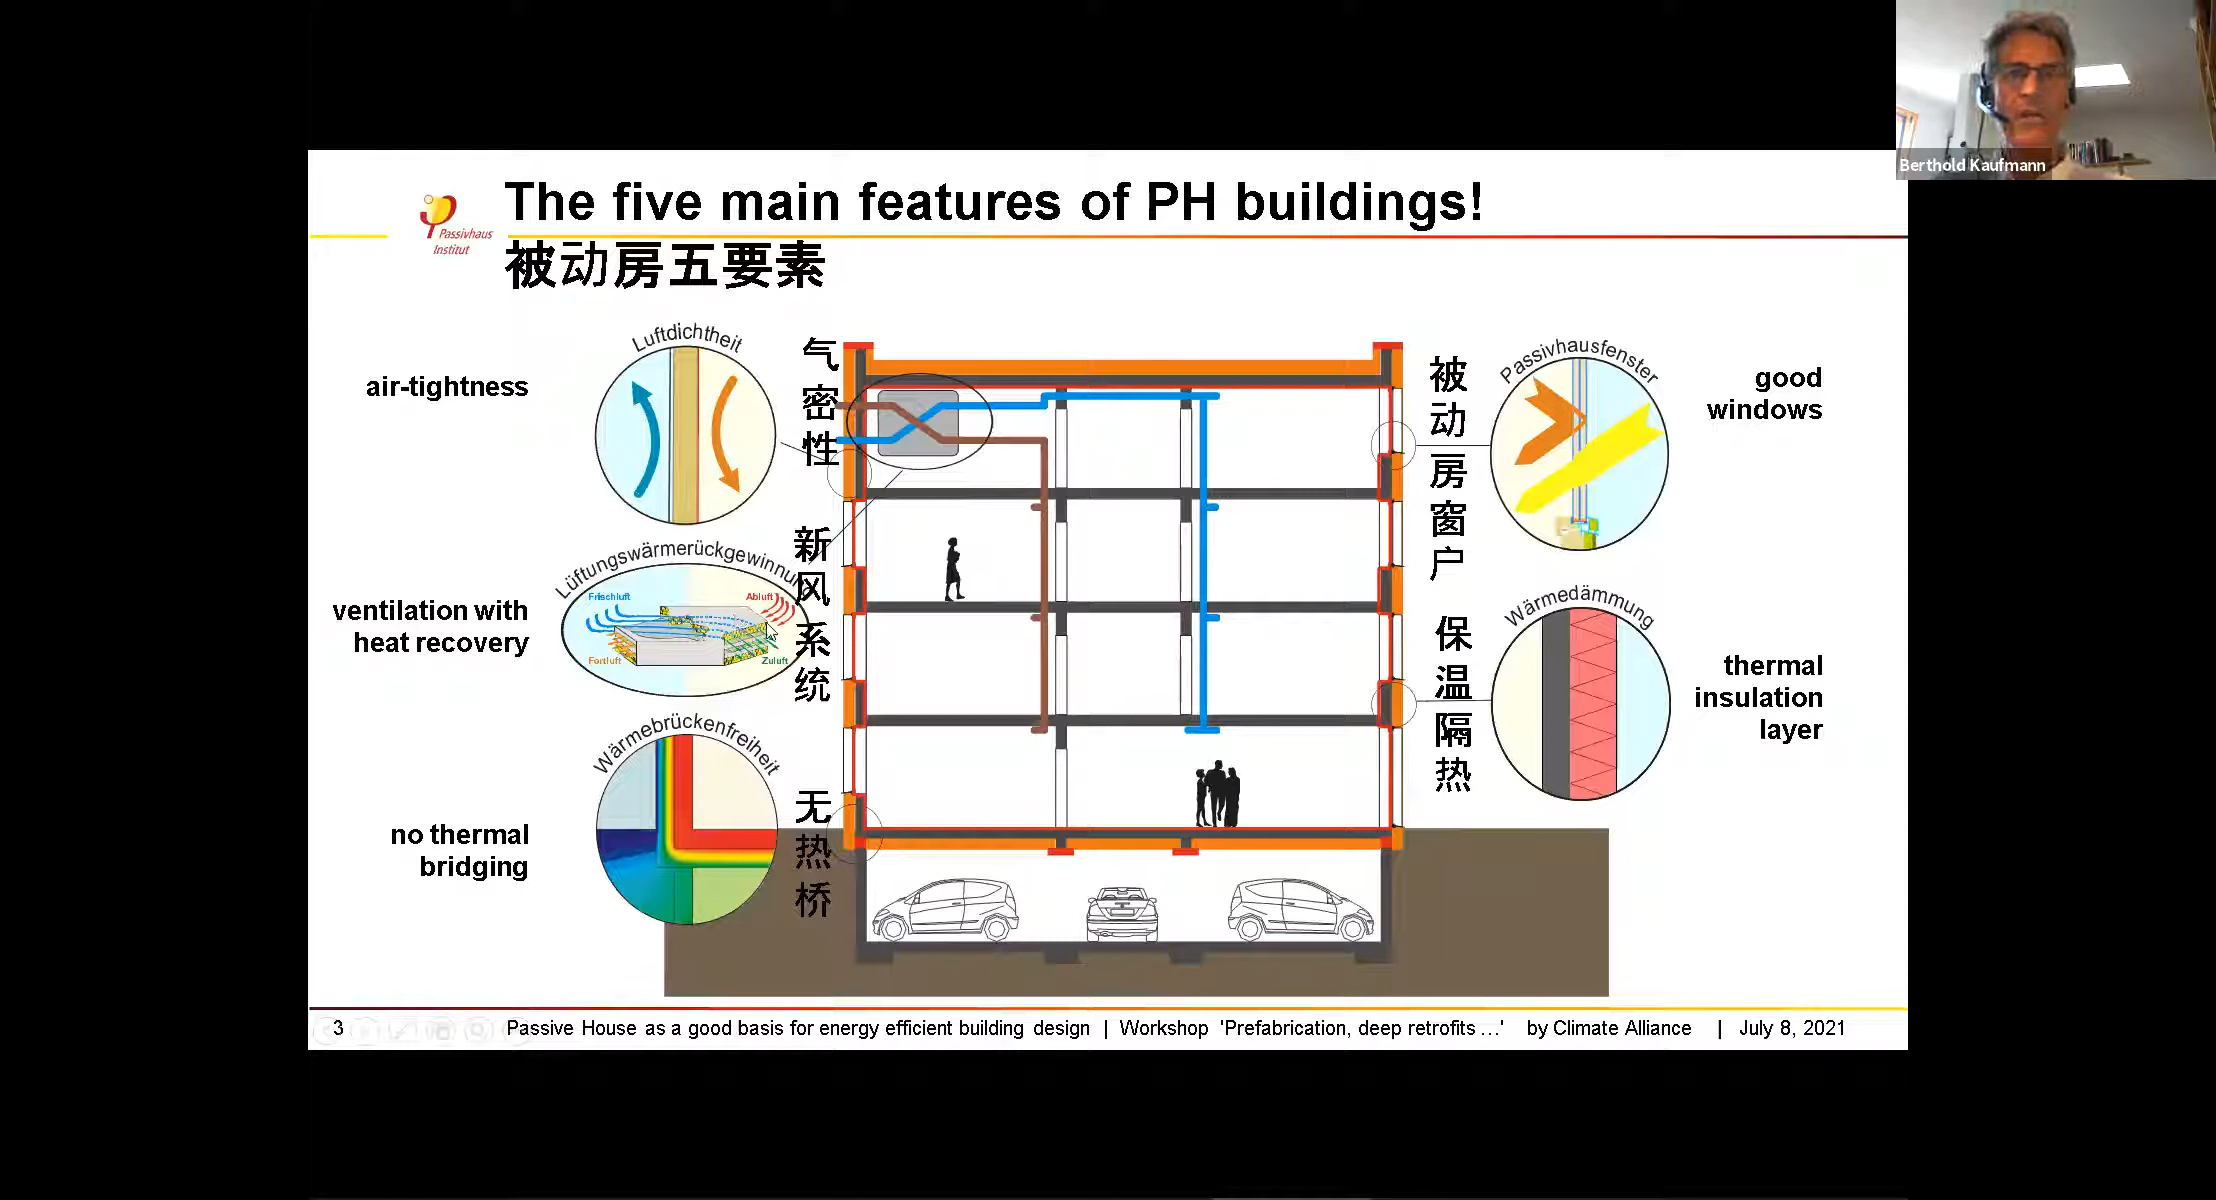 Berthold Kaufmann
Passivhaus
Institut
The five main features of PH buildings!
被动房五要素
Luftdichtheit
air-tightness
气密性
Lüftungswärmerückgewinnu
Frischluft
Abluft
Fortluft
Zuluft
ventilation with
heat recovery
新风系统
Wärmebrückenfreiheit
no thermal
bridging
无热桥
被动房窗户
Passivhausfenster
good
windows
保温隔热
Wärmedämmung
thermal
insulation
layer
3
Passive House as a good basis for energy efficient building design | Workshop 'Prefabrication, deep retrofits ...' by Climate Alliance | July 8, 2021